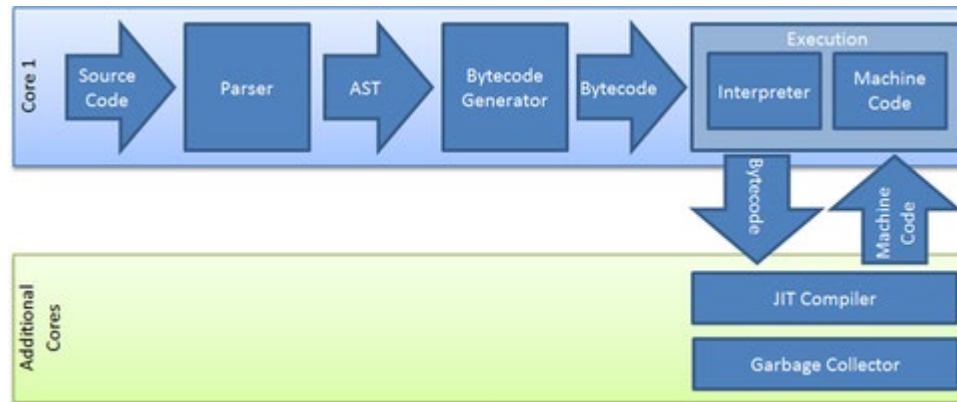 Core 1
Source
Code
Parser
AST
Bytecode
Generator
Bytecode
Execution
Interpreter
Machine
Code
Bytecode
Machine
Code
Additional
Cores
JIT Compiler
Garbage Collector